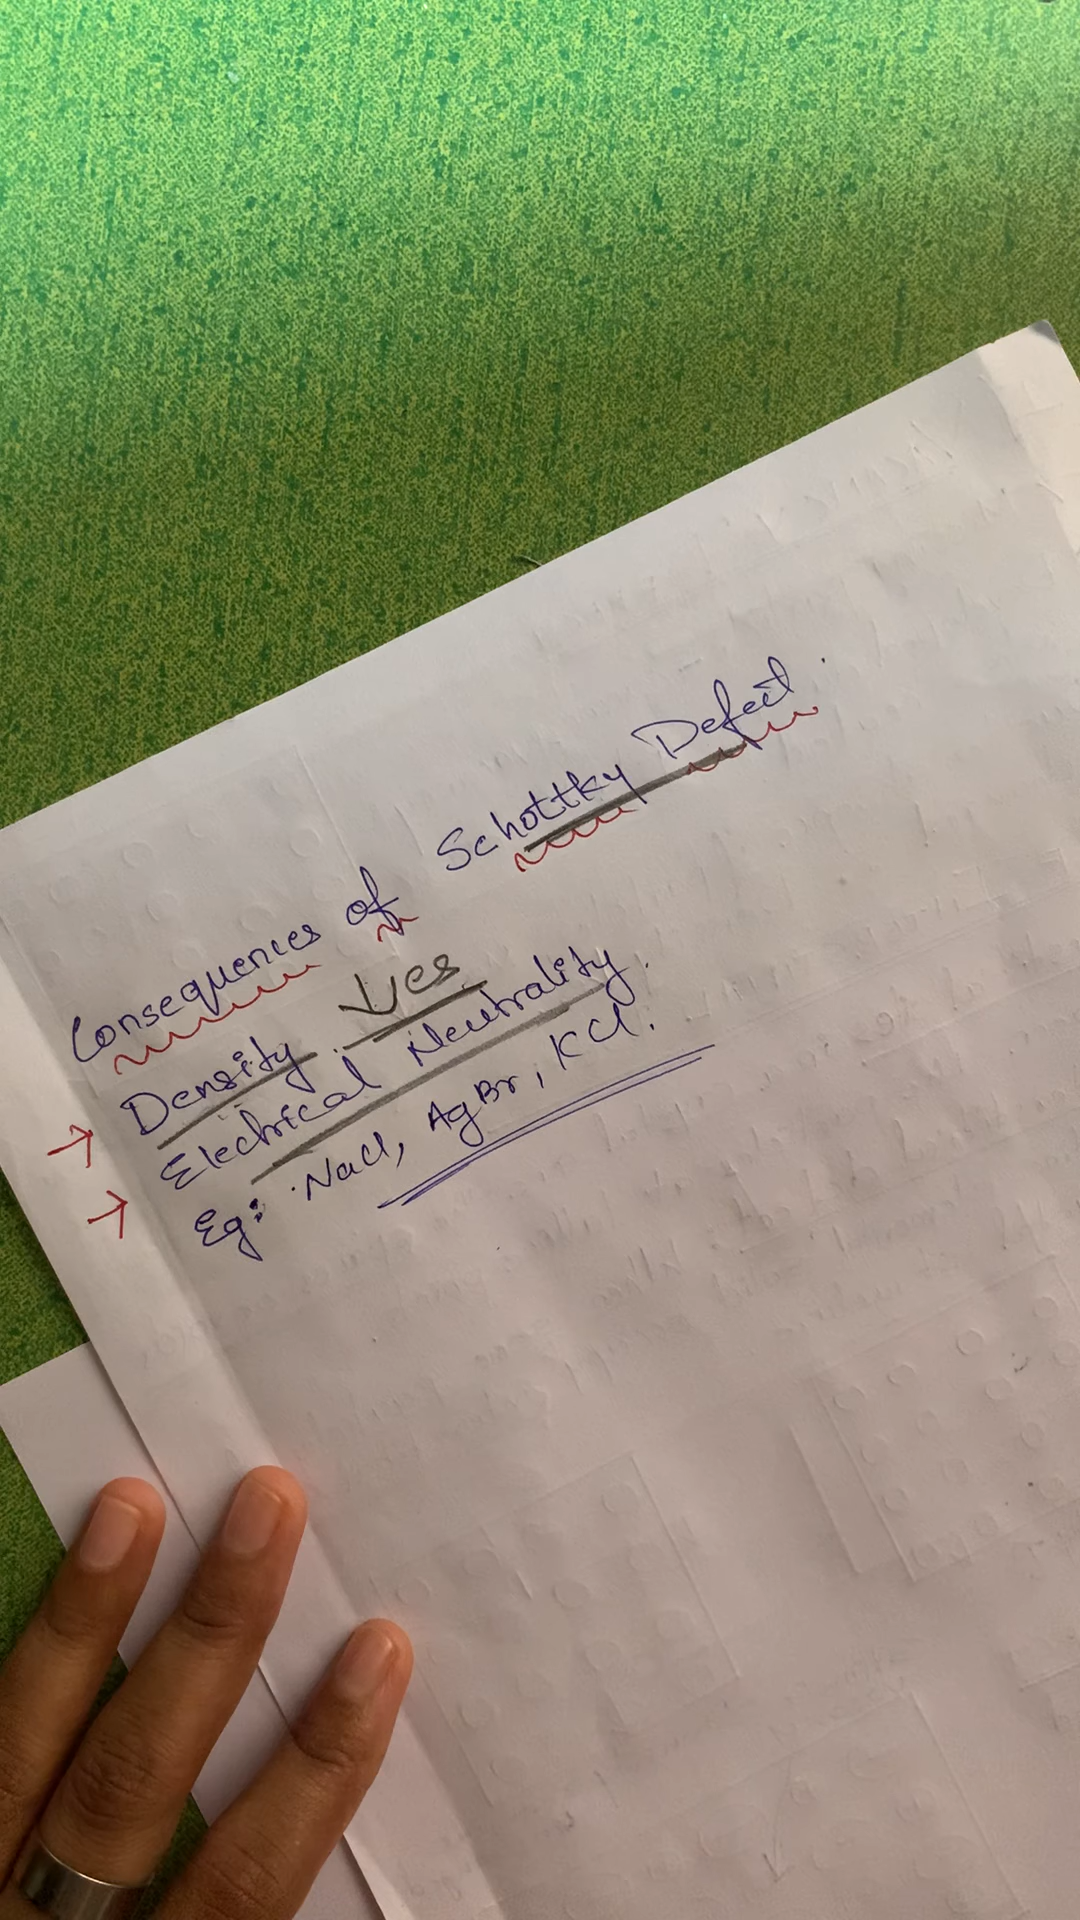 Consequences of Schottky Defect.
→ Density ↓es
→ Electrical Neutrality.
Eg: NaCl, AgBr, KCl.